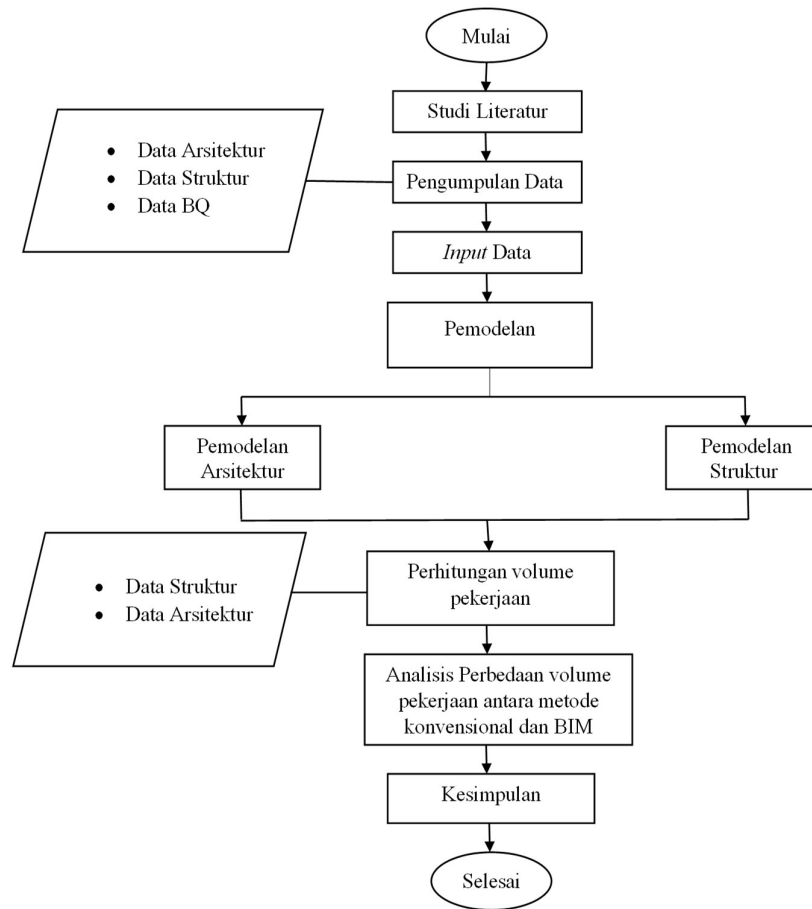 Mulai
Studi Literatur
• Data Arsitektur
• Data Struktur
• Data BQ
Pengumpulan Data
Input Data
Pemodelan
Pemodelan
Arsitektur
Pemodelan
Struktur
• Data Struktur
• Data Arsitektur
Perhitungan volume
pekerjaan
Analisis Perbedaan volume
pekerjaan antara metode
konvensional dan BIM
Kesimpulan
Selesai